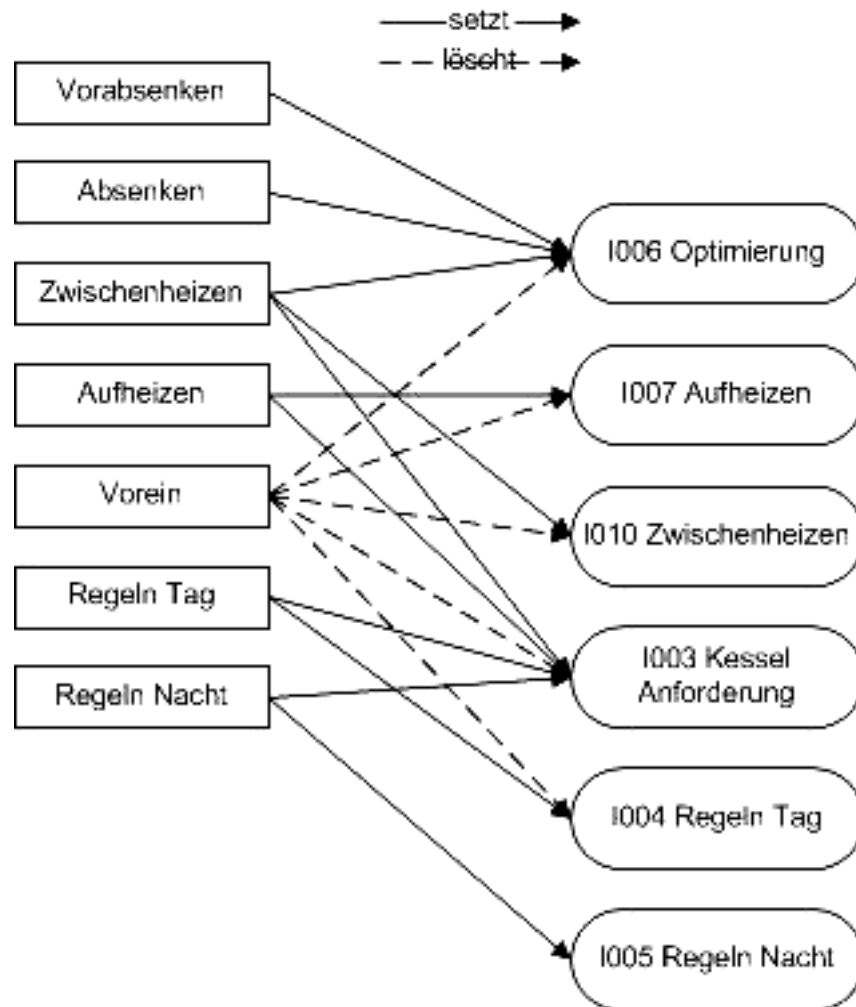 setzt
löscht
Vorabsenken
Absenken
Zwischenheizen
Aufheizen
Vorein
Regeln Tag
Regeln Nacht
I006 Optimierung
I007 Aufheizen
I010 Zwischenheizen
I003 Kessel
Anforderung
I004 Regeln Tag
I005 Regeln Nacht